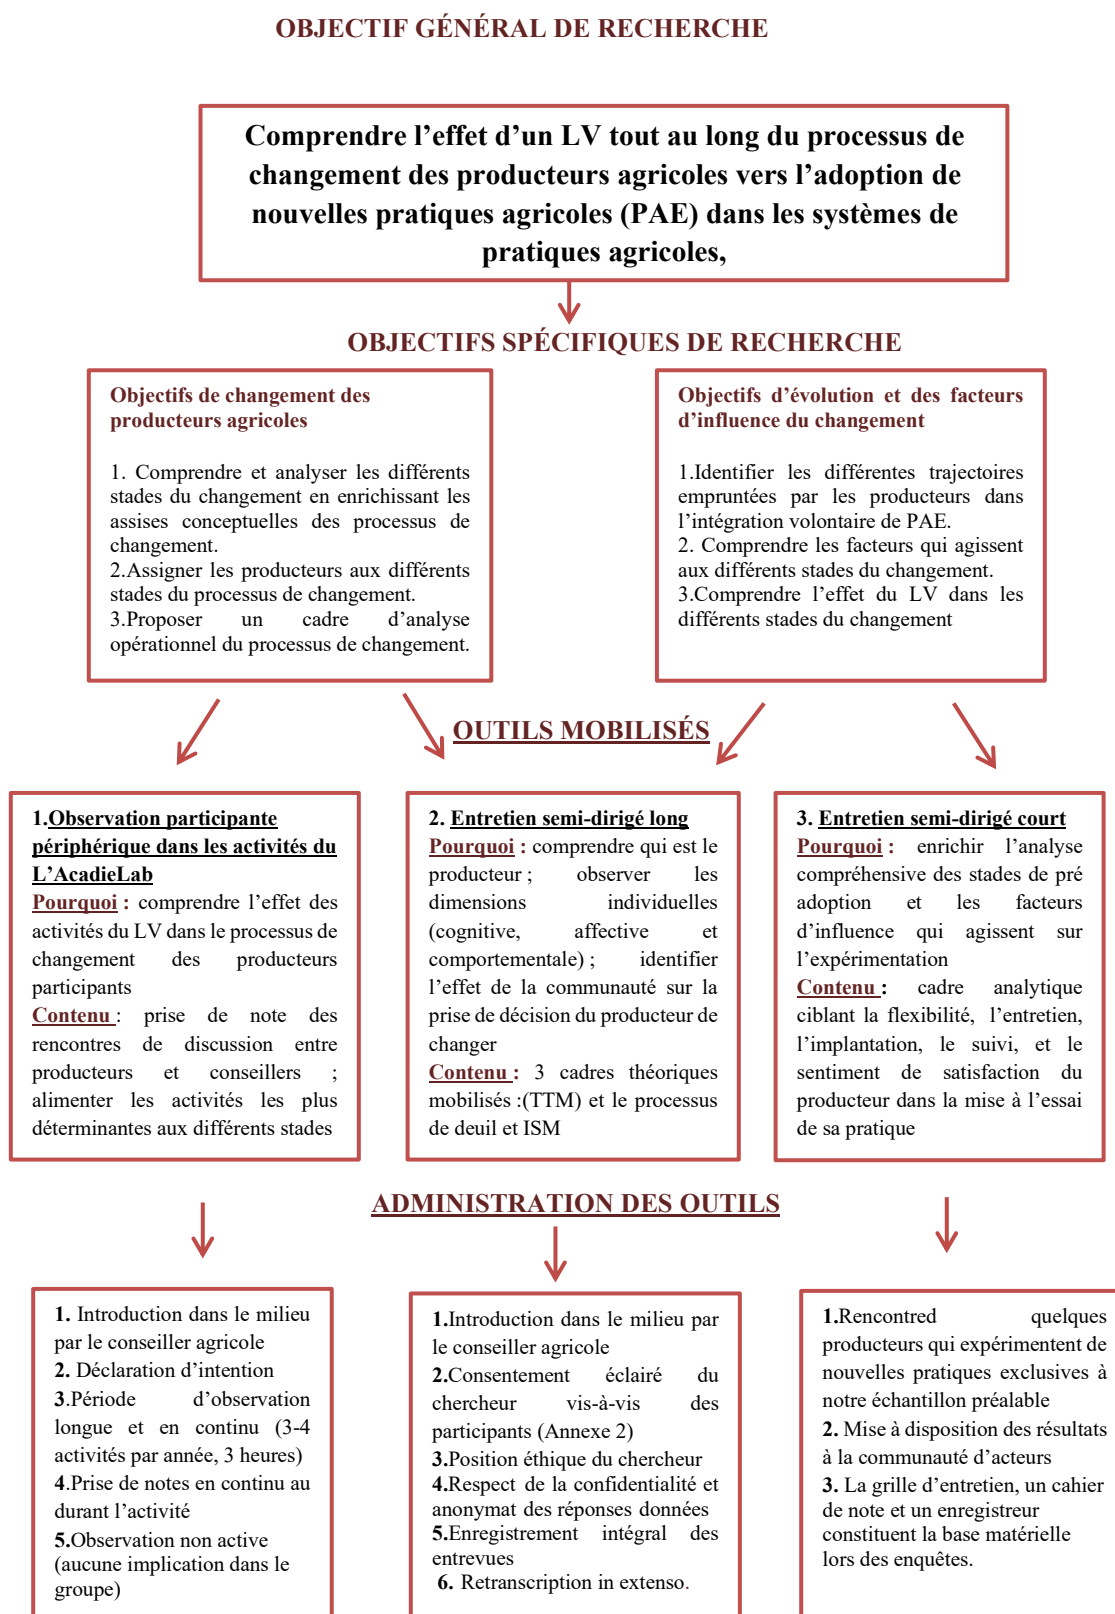 OBJECTIF GÉNÉRAL DE RECHERCHE
Comprendre l’effet d’un LV tout au long du processus de
changement des producteurs agricoles vers l’adoption de
nouvelles pratiques agricoles (PAE) dans les systèmes de
pratiques agricoles,
OBJECTIFS SPÉCIFIQUES DE RECHERCHE
Objectifs de changement des
producteurs agricoles
1. Comprendre et analyser les différents
stades du changement en enrichissant les
assises conceptuelles des processus de
changement.
2.Assigner les producteurs aux différents
stades du processus de changement.
3.Proposer un cadre d’analyse
opérationnel du processus de changement.
Objectifs d’évolution et des facteurs
d’influence du changement
1.Identifier les différentes trajectoires
empruntées par les producteurs dans
l’intégration volontaire de PAE.
2. Comprendre les facteurs qui agissent
aux différents stades du changement.
3.Comprendre l’effet du LV dans les
différents stades du changement
OUTILS MOBILISÉS
1.Observation participante
périphérique dans les activités du
L’AcadieLab
Pourquoi : comprendre l’effet des
activités du LV dans le processus de
changement des producteurs
participants
Contenu : prise de note des
rencontres de discussion entre
producteurs et conseillers ;
alimenter les activités les plus
déterminantes aux différents stades
2. Entretien semi-dirigé long
Pourquoi : comprendre qui est le
producteur ; observer les
dimensions individuelles
(cognitive, affective et
comportementale) ; identifier
l’effet de la communauté sur la
prise de décision du producteur de
changer
Contenu : 3 cadres théoriques
mobilisés :(TTM) et le processus
de deuil et ISM
3. Entretien semi-dirigé court
Pourquoi : enrichir l’analyse
compréhensive des stades de pré
adoption et les facteurs
d’influence qui agissent sur
l’expérimentation
Contenu : cadre analytique
ciblant la flexibilité, l’entretien,
l’implantation, le suivi, et le
sentiment de satisfaction du
producteur dans la mise à l’essai
de sa pratique
ADMINISTRATION DES OUTILS
1. Introduction dans le milieu
par le conseiller agricole
2. Déclaration d’intention
3.Période d’observation
longue et en continu (3-4
activités par année, 3 heures)
4.Prise de notes en continu au
durant l’activité
5.Observation non active
(aucune implication dans le
groupe)
1.Introduction dans le milieu par
le conseiller agricole
2.Consentement éclairé du
chercheur vis-à-vis des
participants (Annexe 2)
3.Position éthique du chercheur
4.Respect de la confidentialité et
anonymat des réponses données
5.Enregistrement intégral des
entrevues
6. Retranscription in extenso.
1.Rencontred quelques
producteurs qui expérimentent de
nouvelles pratiques exclusives à
notre échantillon préalable
2. Mise à disposition des résultats
à la communauté d’acteurs
3. La grille d’entretien, un cahier
de note et un enregistreur
constituent la base matérielle
lors des enquêtes.